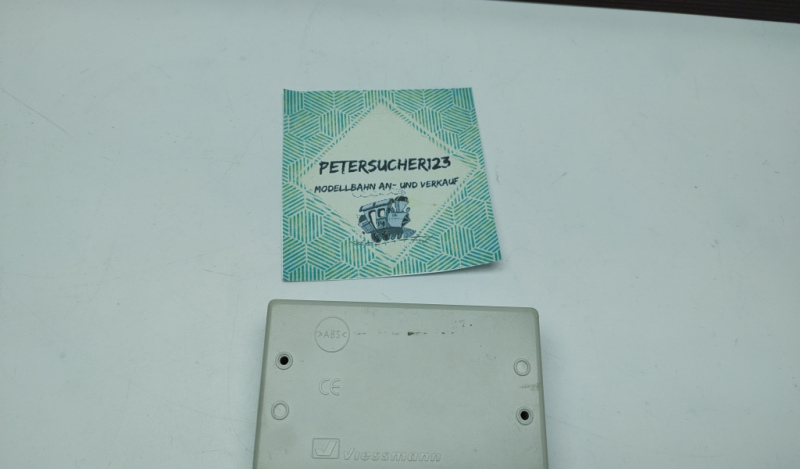 PETERSUCHER123
MODELLBAHN AN- UND VERKAUF
>ABS<
CE
Viessmann